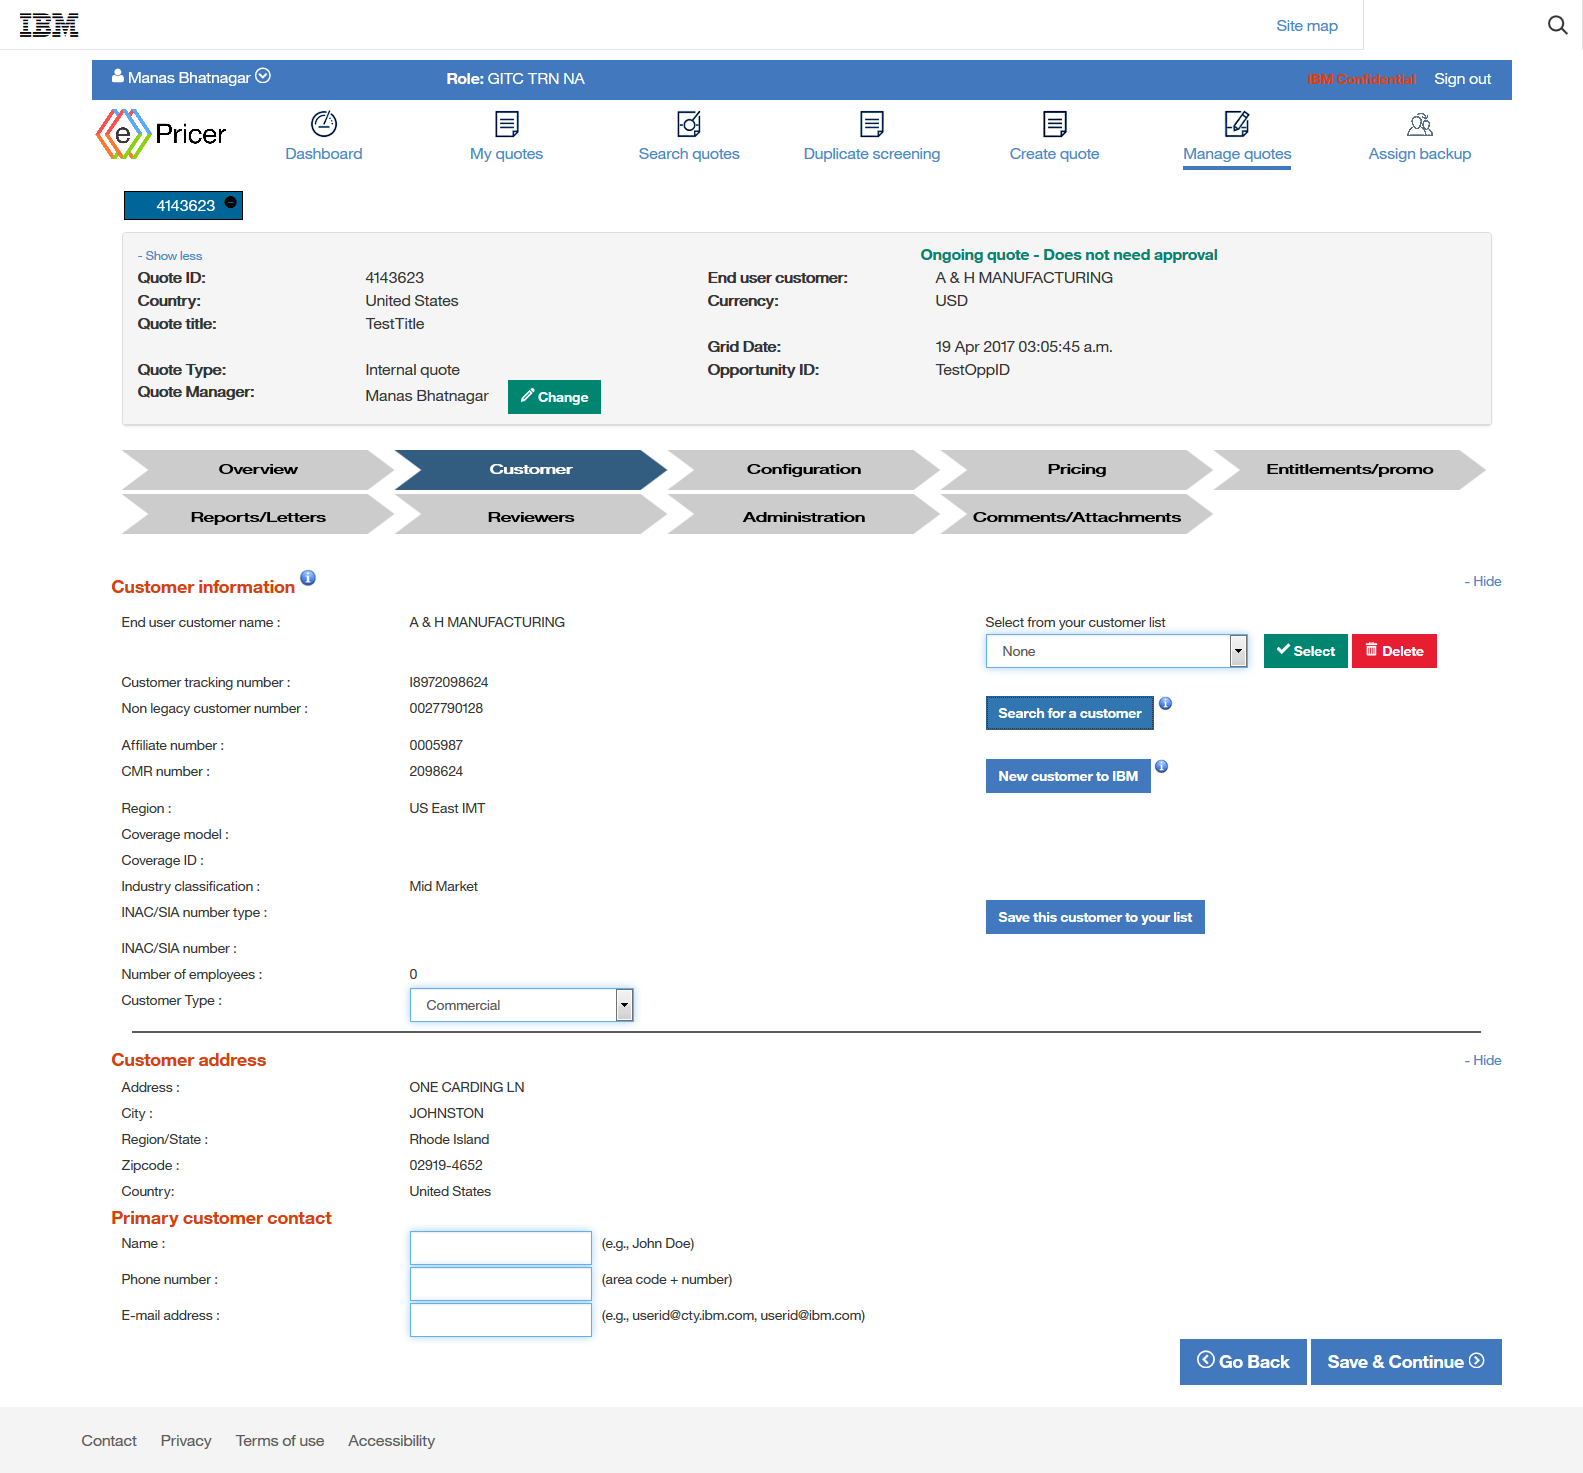 IBM
Site map
Manas Bhatnagar
Role: GITC TRN NA
IBM Confidential
Sign out
e Pricer
Dashboard
My quotes
Search quotes
Duplicate screening
Create quote
Manage quotes
Assign backup
4143623
- Show less
Ongoing quote - Does not need approval
Quote ID: 4143623
End user customer: A & H MANUFACTURING
Country: United States
Currency: USD
Quote title: TestTitle
Grid Date: 19 Apr 2017 03:05:45 a.m.
Quote Type: Internal quote
Opportunity ID: TestOppID
Quote Manager: Manas Bhatnagar
Change
Overview
Customer
Configuration
Pricing
Entitlements/promo
Reports/Letters
Reviewers
Administration
Comments/Attachments
Customer information
- Hide
End user customer name : A & H MANUFACTURING
Select from your customer list
None
Select
Delete
Customer tracking number : I8972098624
Non legacy customer number : 0027790128
Search for a customer
Affiliate number : 0005987
CMR number : 2098624
New customer to IBM
Region : US East IMT
Coverage model :
Coverage ID :
Industry classification : Mid Market
INAC/SIA number type :
Save this customer to your list
INAC/SIA number :
Number of employees : 0
Customer Type : Commercial
Customer address
- Hide
Address : ONE CARDING LN
City : JOHNSTON
Region/State : Rhode Island
Zipcode : 02919-4652
Country: United States
Primary customer contact
Name : (e.g., John Doe)
Phone number : (area code + number)
E-mail address : (e.g., userid@cty.ibm.com, userid@ibm.com)
Go Back
Save & Continue
Contact
Privacy
Terms of use
Accessibility